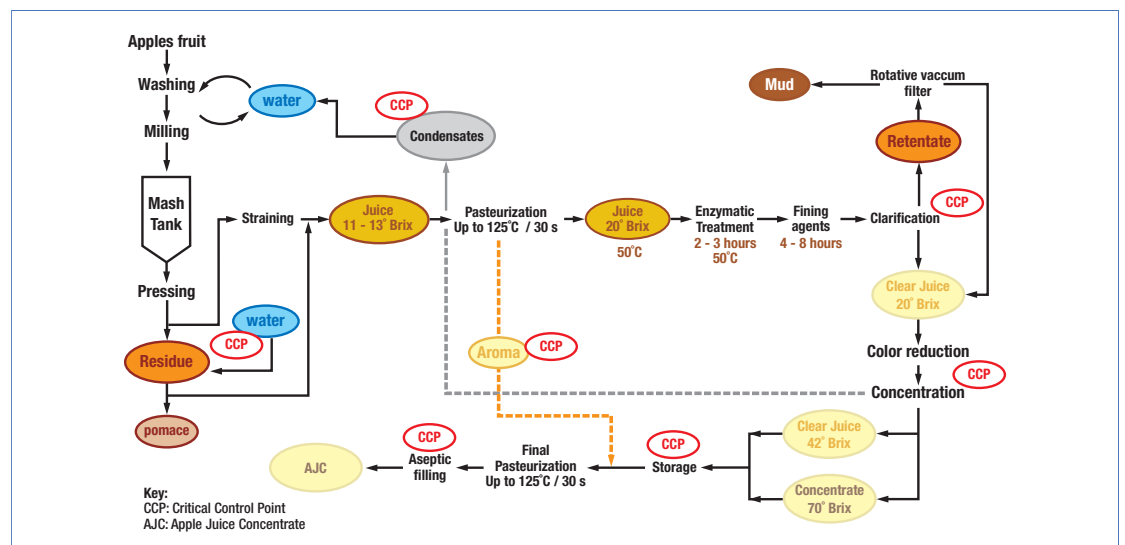 Apples fruit
Washing
water
Milling
Mash
Tank
Pressing
water
CCP
Residue
pomace
Straining
Juice
11 - 13° Brix
CCP
Condensates
Pasteurization
Up to 125°C / 30 s
Juice
20° Brix
50°C
Enzymatic
Treatment
2 - 3 hours
50°C
Fining
agents
4 - 8 hours
Clarification
CCP
Retentate
Rotative vaccum
filter
Mud
Clear Juice
20° Brix
Color reduction
CCP
Concentration
Aroma
CCP
Clear Juice
42° Brix
Concentrate
70° Brix
CCP
Storage
Final
Pasteurization
Up to 125°C / 30 s
CCP
Aseptic
filling
AJC
Key:
CCP: Critical Control Point
AJC: Apple Juice Concentrate